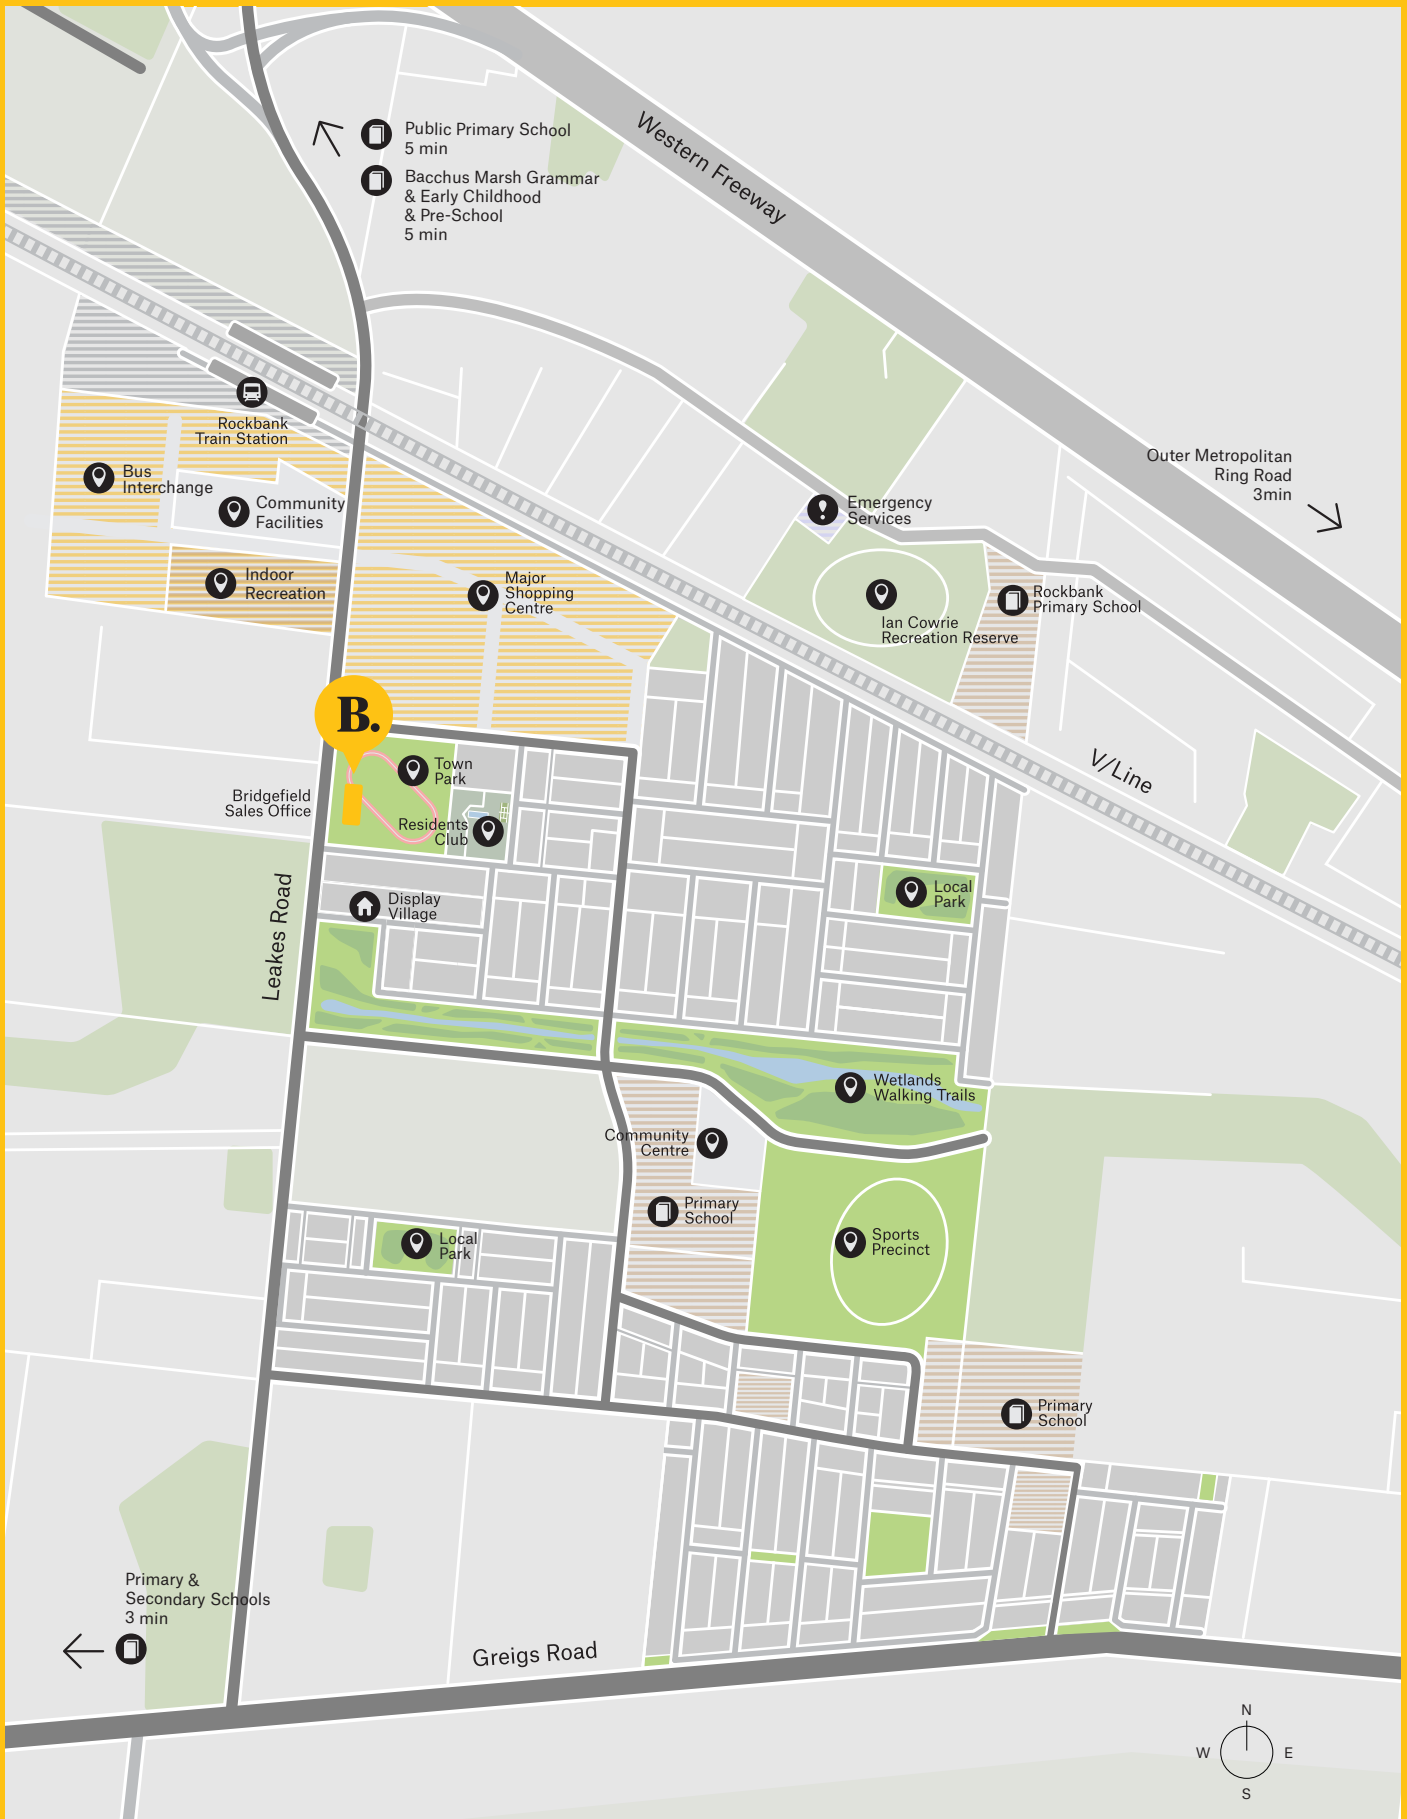 Public Primary School
5 min
Bacchus Marsh Grammar
& Early Childhood
& Pre-School
5 min
Western Freeway
Rockbank
Train Station
Bus
Interchange
Community
Facilities
Indoor
Recreation
Major
Shopping
Centre
Emergency
Services
Outer Metropolitan
Ring Road
3min
Ian Cowrie
Recreation Reserve
Rockbank
Primary School
V/Line
B.
Town
Park
Bridgefield
Sales Office
Residents
Club
Display
Village
Local
Park
Leakes Road
Wetlands
Walking Trails
Community
Centre
Primary
School
Sports
Precinct
Local
Park
Primary
School
Primary &
Secondary Schools
3 min
Greigs Road
N
W E
S